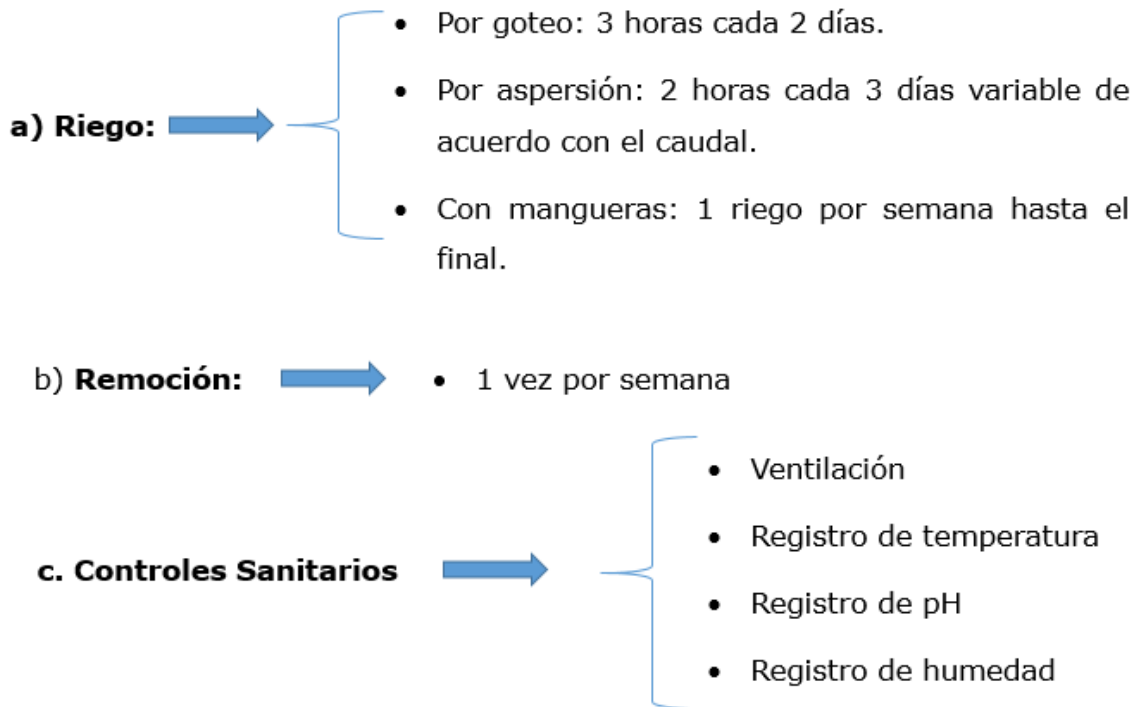 a) Riego:
• Por goteo: 3 horas cada 2 días.
• Por aspersión: 2 horas cada 3 días variable de
acuerdo con el caudal.
• Con mangueras: 1 riego por semana hasta el
final.
b) Remoción:
• 1 vez por semana
c. Controles Sanitarios
• Ventilación
• Registro de temperatura
• Registro de pH
• Registro de humedad